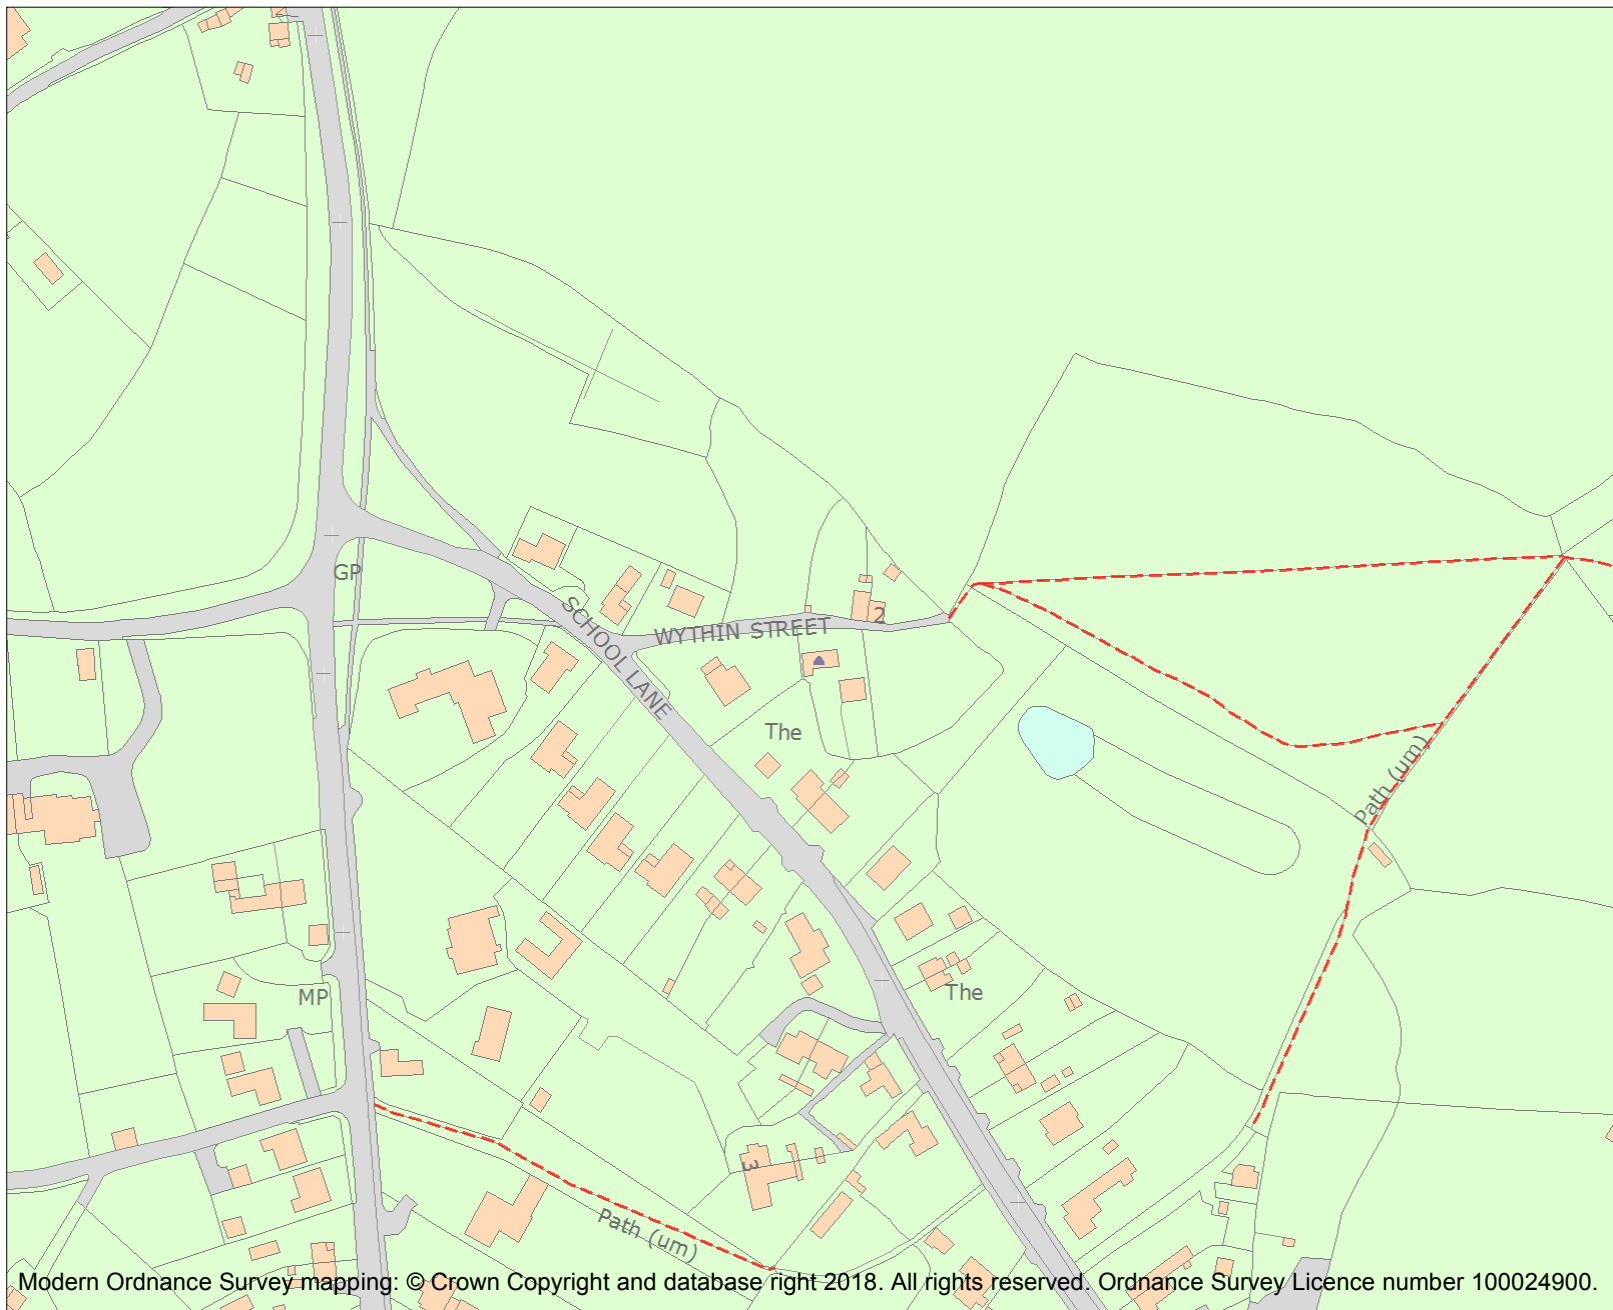 GP
SCHOOL LANE
WYTHIN STREET
2
The
Path (um)
The
MP
3
Path (um)
Modern Ordnance Survey mapping: © Crown Copyright and database right 2018. All rights reserved. Ordnance Survey Licence number 100024900.